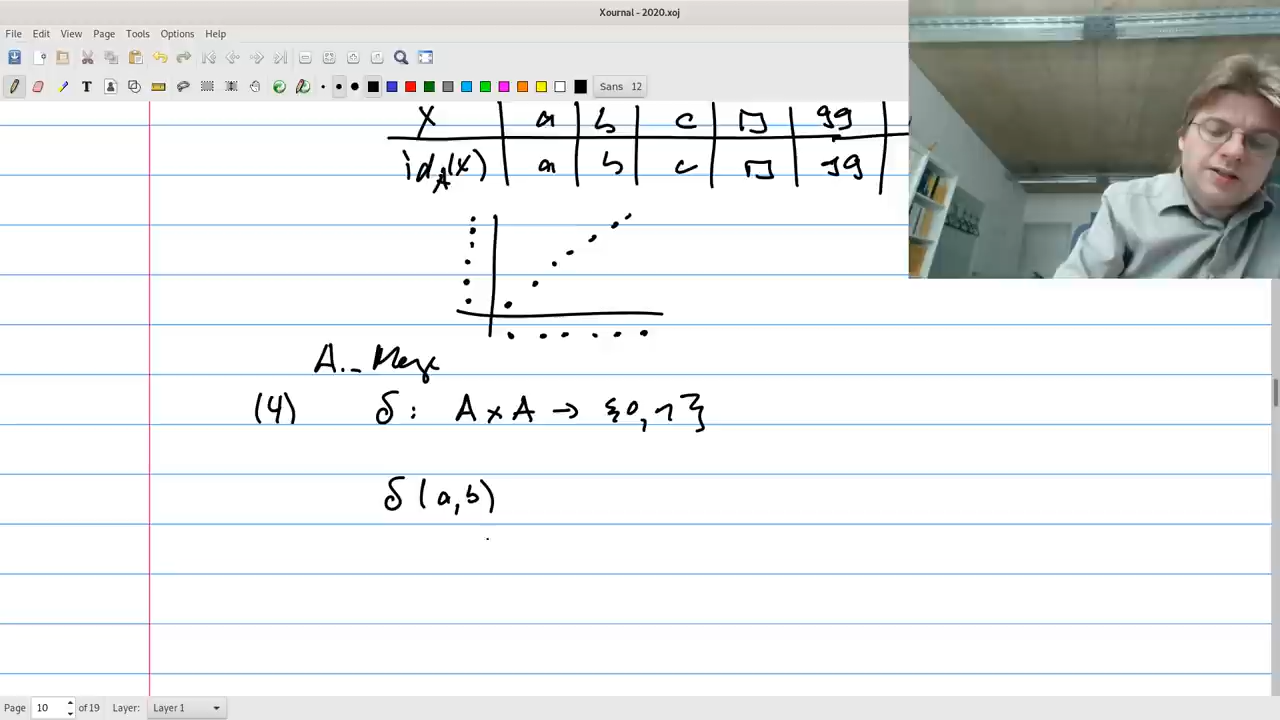 Xournal - 2020.xoj
File Edit View Page Tools Options Help
Sans 12
x a b c ㄇ gg
id_A(x) a b c ㄇ gg
A._ Menge
(4) δ: A × A → {0, 1}
δ(a,b)
Page 10 of 19 Layer: Layer 1